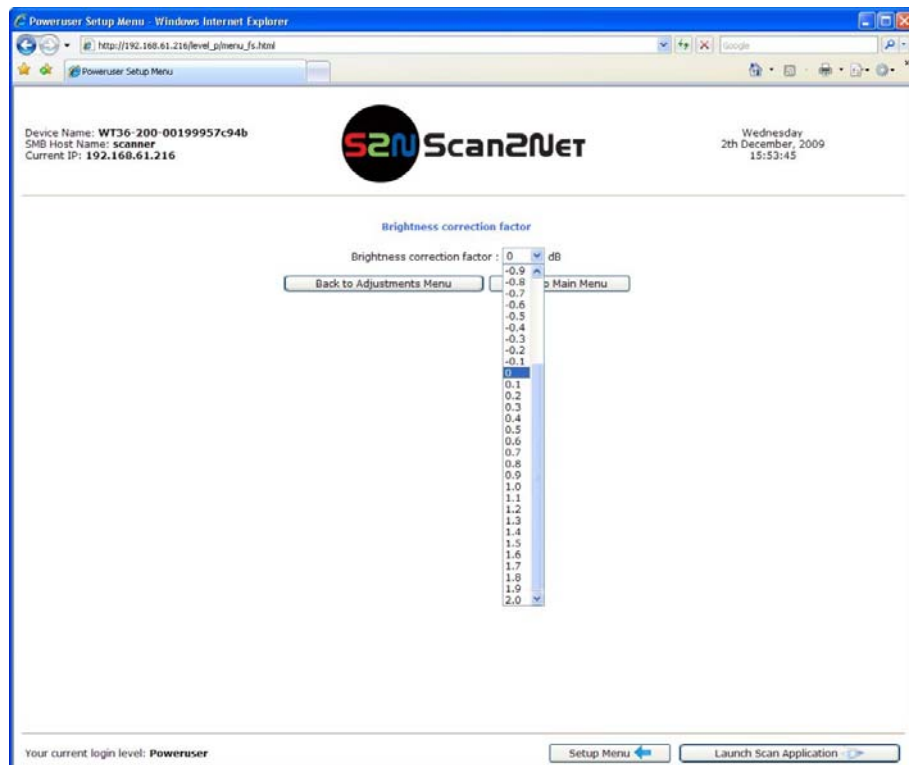 Poweruser Setup Menu - Windows Internet Explorer
http://192.168.61.216/level_p/menu_fs.html
Google
Poweruser Setup Menu
Device Name: WT36-200-00199957c94b
SMB Host Name: scanner
Current IP: 192.168.61.216
S2N Scan2Net
Wednesday
2th December, 2009
15:53:45
Brightness correction factor
Brightness correction factor : 0 dB
Back to Adjustments Menu
o Main Menu
-0.9
-0.8
-0.7
-0.6
-0.5
-0.4
-0.3
-0.2
-0.1
0
0.1
0.2
0.3
0.4
0.5
0.6
0.7
0.8
0.9
1.0
1.1
1.2
1.3
1.4
1.5
1.6
1.7
1.8
1.9
2.0
Your current login level: Poweruser
Setup Menu
Launch Scan Application